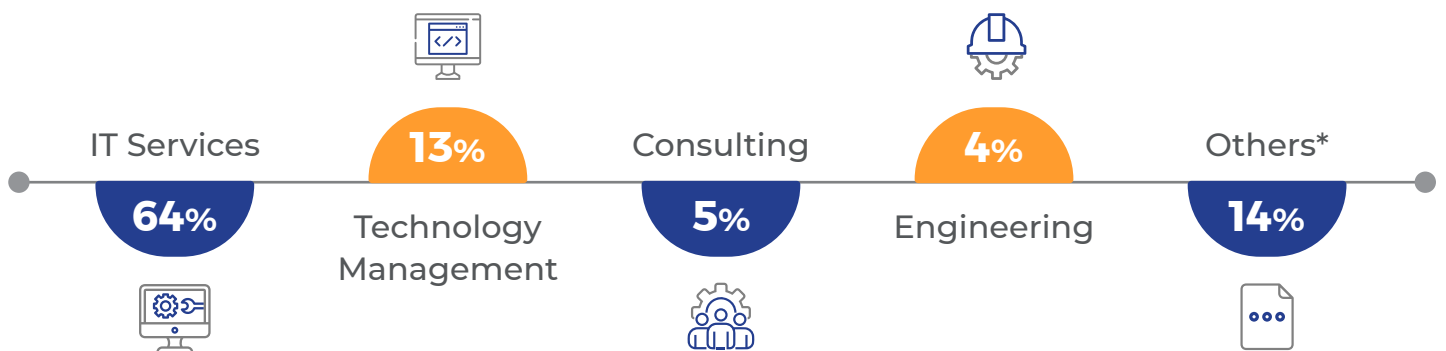 IT Services
64%
13%
Technology
Management
Consulting
5%
4%
Engineering
Others*
14%